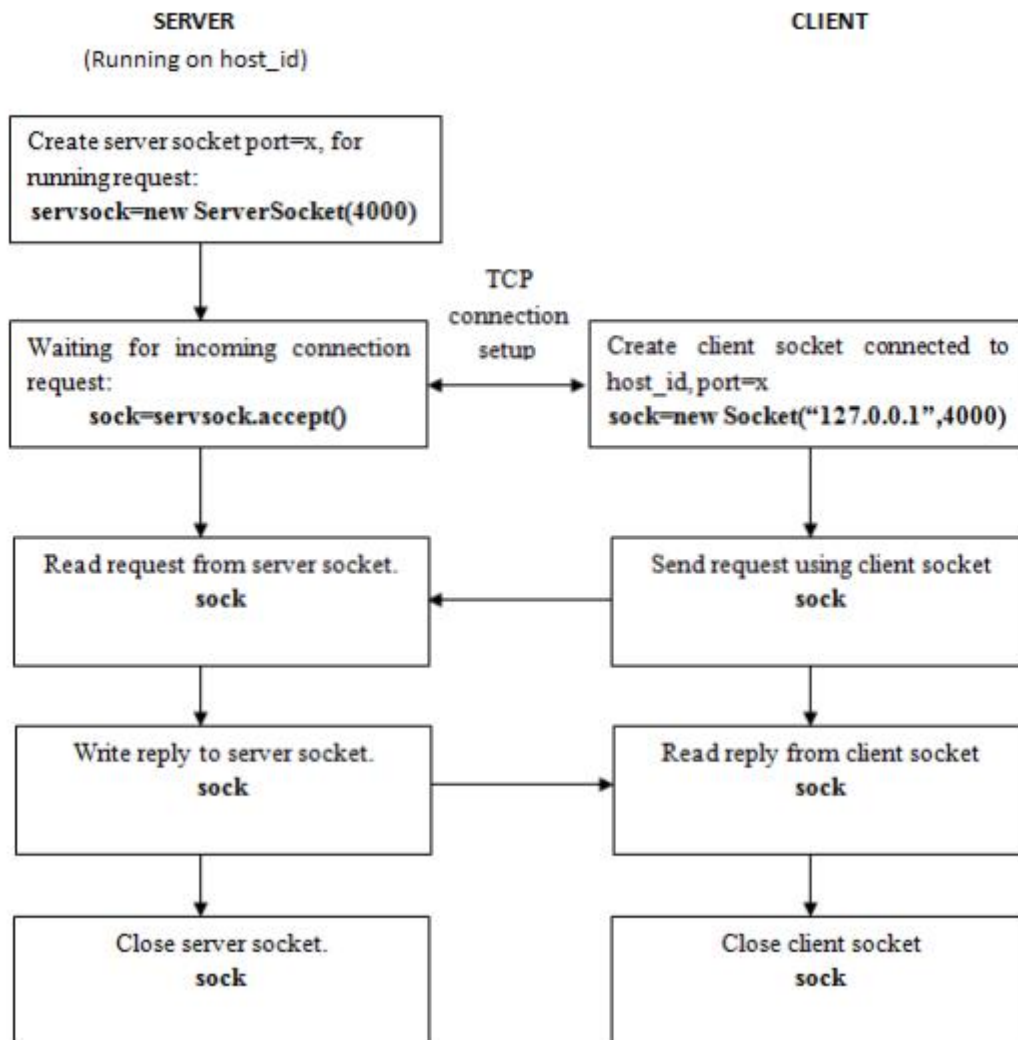 SERVER
(Running on host_id)
CLIENT
Create server socket port=x, for
running request:
servsock=new ServerSocket(4000)
TCP
connection
setup
Waiting for incoming connection
request:
sock=servsock.accept()
Create client socket connected to
host_id, port=x
sock=new Socket(“127.0.0.1”,4000)
Read request from server socket.
sock
Send request using client socket
sock
Write reply to server socket.
sock
Read reply from client socket
sock
Close server socket.
sock
Close client socket
sock